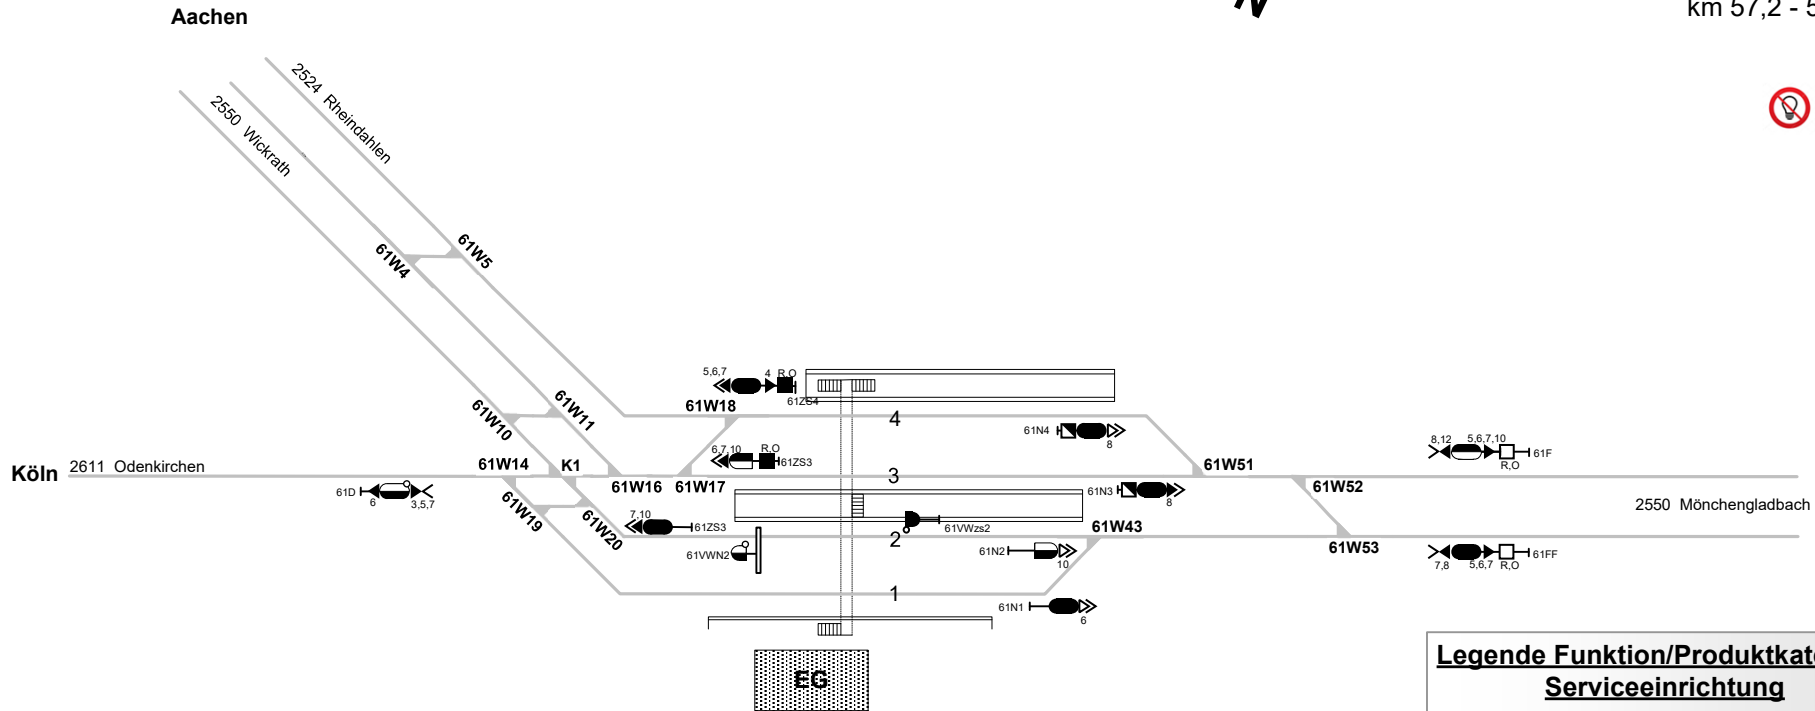 Aachen
N
km 57,2 - 5
2524 Rheindahlen
2550 Wickrath
61W5
61W4
5,6,7
4
R,O
61ZS4
61W18
61W11
61W10
4
61N4
8
6,7,10
R,O
61ZS3
8,12
5,6,7,10
61F
R,O
Köln
2611 Odenkirchen
61W14
K1
3
61W51
61W16
61W17
61W52
61D
6
3,5,7
61N3
8
2550 Mönchengladbach
61W19
61W20
7,10
61ZS3
61VWzs2
61W43
2
61W53
61VWN2
61N2
10
7,8
5,6,7
R,O
61FF
1
61N1
6
EG
Legende Funktion/Produktkate
Serviceeinrichtung